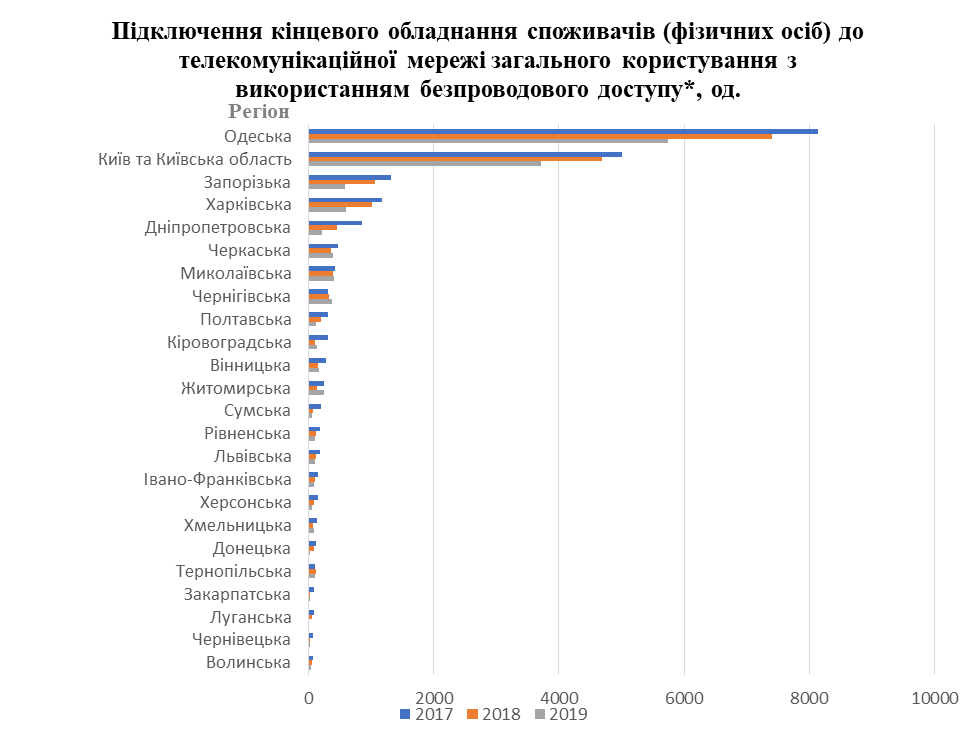 Підключення кінцевого обладнання споживачів (фізичних осіб) до
телекомунікаційної мережі загального користування з
використанням безпроводового доступу*, од.
Регіон
Одеська
Київ та Київська область
Запорізька
Харківська
Дніпропетровська
Черкаська
Миколаївська
Чернігівська
Полтавська
Кіровоградська
Вінницька
Житомирська
Сумська
Рівненська
Львівська
Івано-Франківська
Херсонська
Хмельницька
Донецька
Тернопільська
Закарпатська
Луганська
Чернівецька
Волинська
0 2000 4000 6000 8000 10000
2017 2018 2019